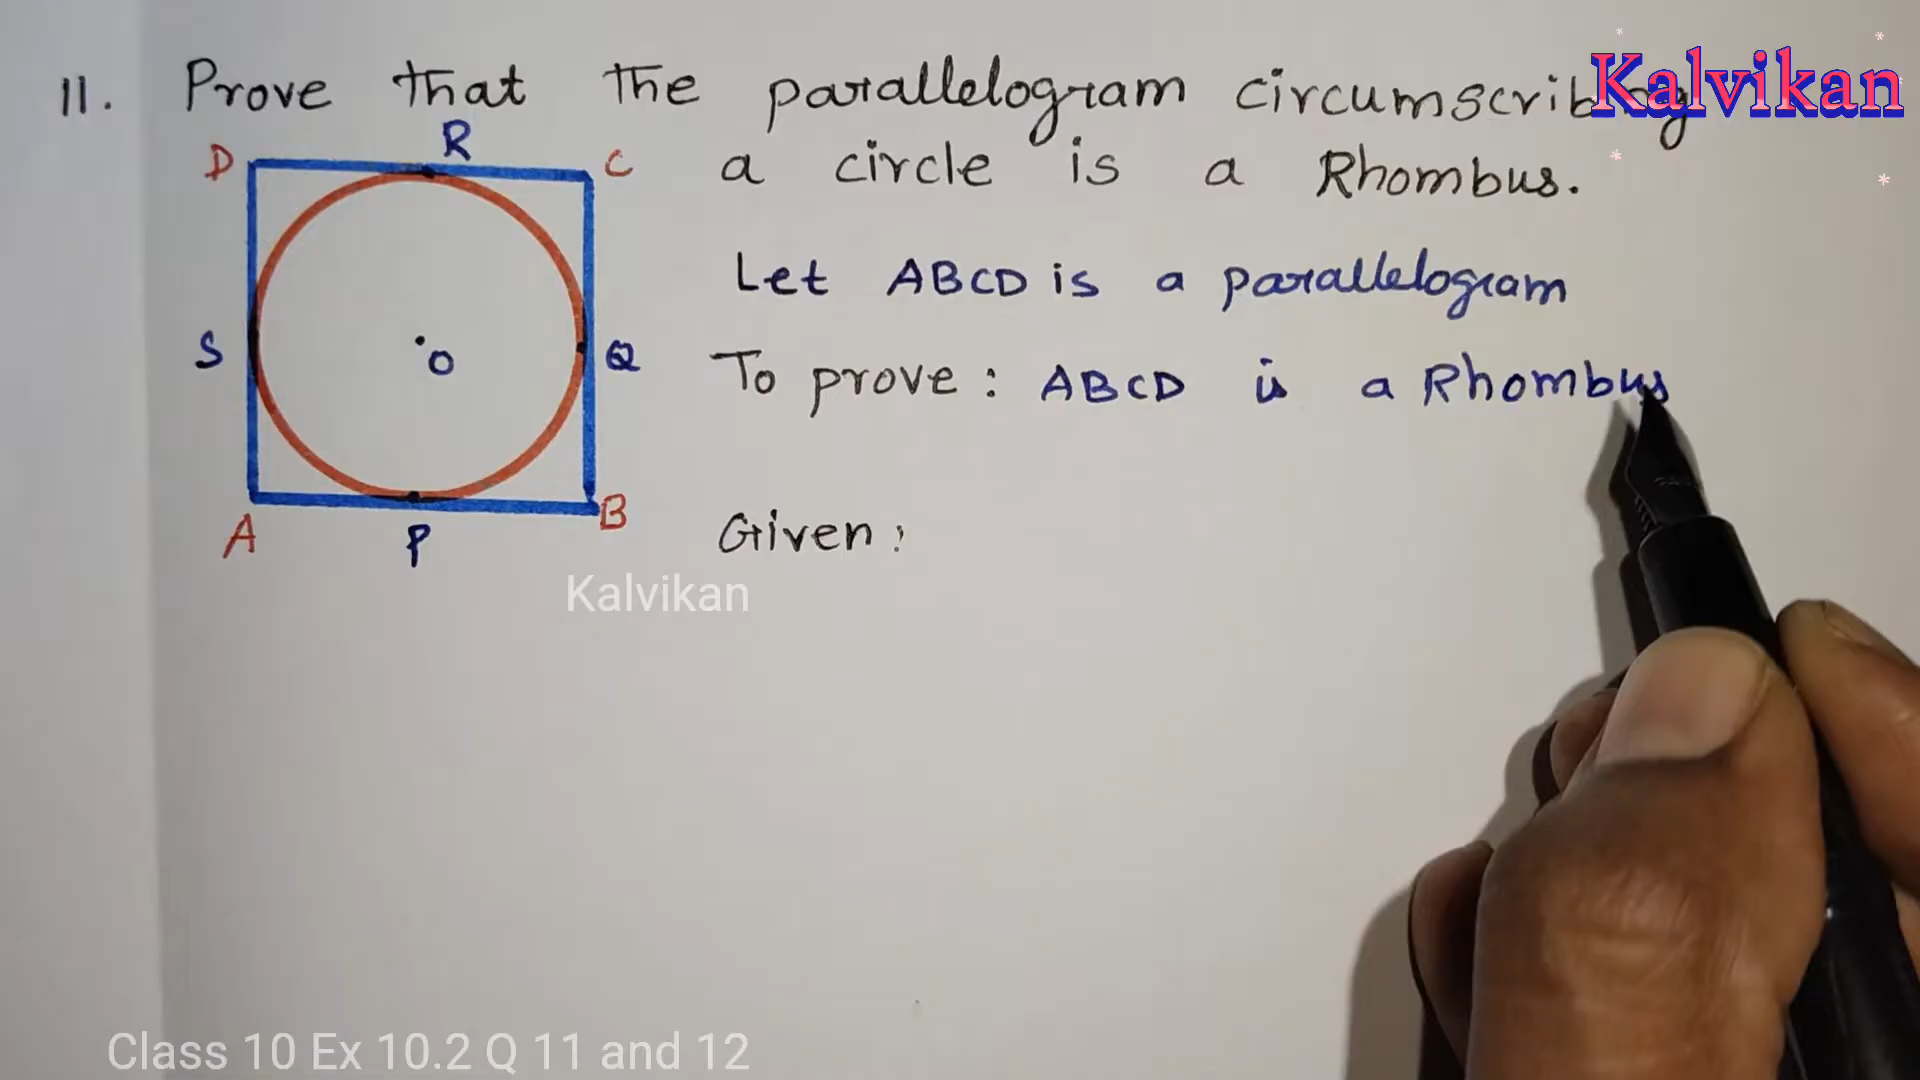 Kalvikan
11. Prove that the parallelogram circumscribing
a circle is a Rhombus.
D R C
Let ABCD is a parallelogram
S O Q
To prove: ABCD is a Rhombus
A P B
Given:
Kalvikan
Class 10 Ex 10.2 Q 11 and 12